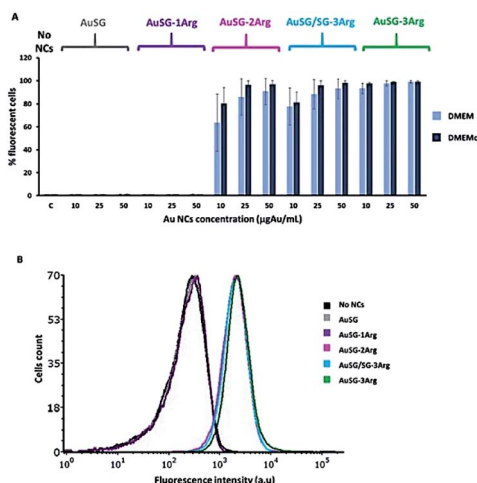 A
No NCs AuSG AuSG-1Arg AuSG-2Arg AuSG/SG-3Arg AuSG-3Arg
% fluorescent cells
120
100
80
60
40
20
0
C 10 25 50 10 25 50 10 25 50 10 25 50 10 25 50
Au NCs concentration (µgAu/mL)
DMEM
DMEMc
B
Cells count
70
53
35
18
0
10⁰ 10¹ 10² 10³ 10⁴ 10⁵
Fluorescence intensity (a.u)
No NCs
AuSG
AuSG-1Arg
AuSG-2Arg
AuSG/SG-3Arg
AuSG-3Arg